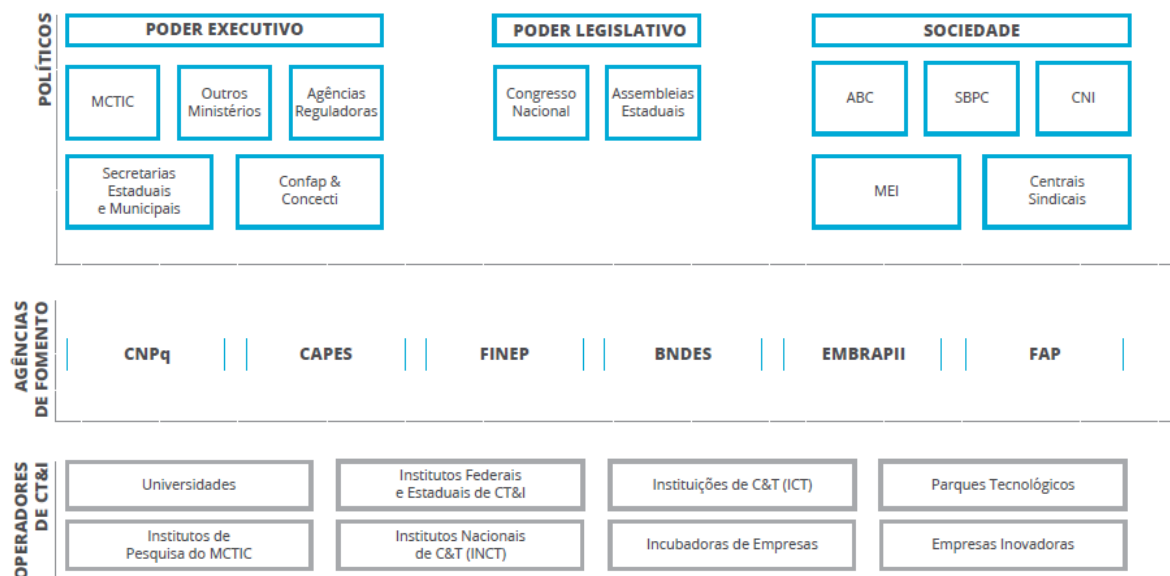 POLÍTICOS
PODER EXECUTIVO
PODER LEGISLATIVO
SOCIEDADE
MCTIC
Outros
Ministérios
Agências
Reguladoras
Congresso
Nacional
Assembleias
Estaduais
ABC
SBPC
CNI
Secretarias
Estaduais
e Municipais
Confap &
Concecti
MEI
Centrais
Sindicais
AGÊNCIAS
DE FOMENTO
CNPq
CAPES
FINEP
BNDES
EMBRAPII
FAP
OPERADORES
DE CT&I
Universidades
Institutos Federais
e Estaduais de CT&I
Instituições de C&T (ICT)
Parques Tecnológicos
Institutos de
Pesquisa do MCTIC
Institutos Nacionais
de C&T (INCT)
Incubadoras de Empresas
Empresas Inovadoras